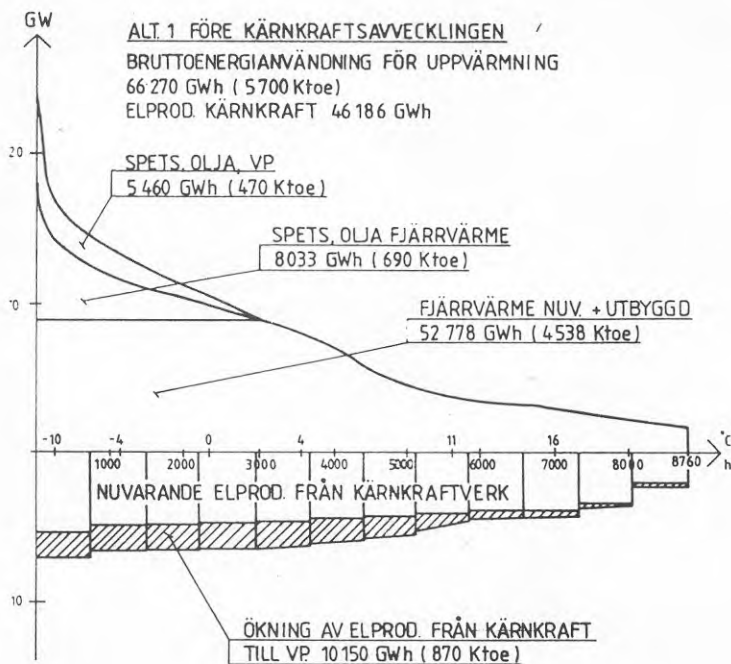 GW
ALT. 1 FÖRE KÄRNKRAFTSAVVECKLINGEN
BRUTTOENERGIANVÄNDNING FÖR UPPVÄRMNING
66 270 GWh ( 5700 Ktoe)
ELPROD. KÄRNKRAFT 46 186 GWh
20
SPETS, OLJA, VP
5 460 GWh ( 470 Ktoe)
SPETS, OLJA FJÄRRVÄRME
8033 GWh ( 690 Ktoe)
10
FJÄRRVÄRME NUV. + UTBYGGD
52 778 GWh ( 4538 Ktoe)
-10 -4 0 4 11 16 °C
1000 2000 3000 4000 5000 6000 7000 8000 8760 h
NUVARANDE ELPROD. FRÅN KÄRNKRAFTVERK
10
ÖKNING AV ELPROD. FRÅN KÄRNKRAFT
TILL VP. 10 150 GWh ( 870 Ktoe)